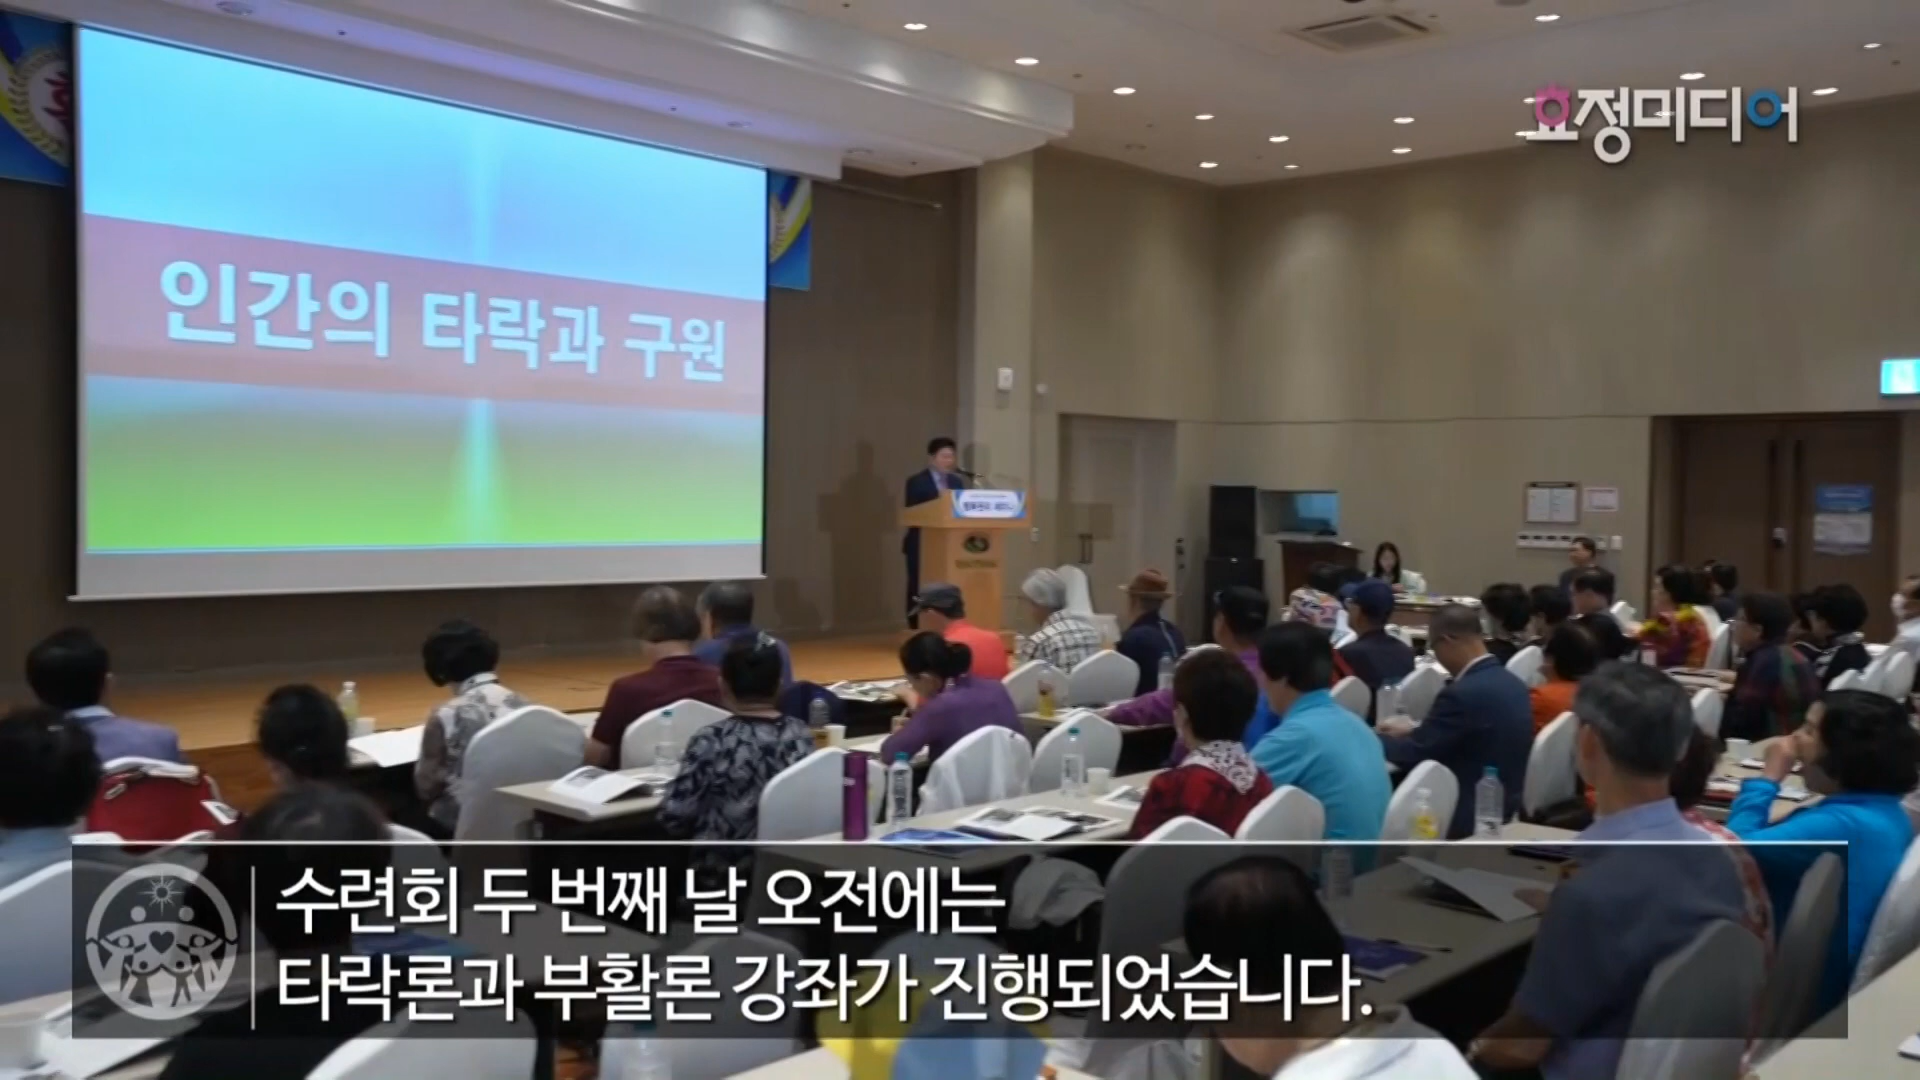 효정미디어
인간의 타락과 구원
수련회 두 번째 날 오전에는
타락론과 부활론 강좌가 진행되었습니다.